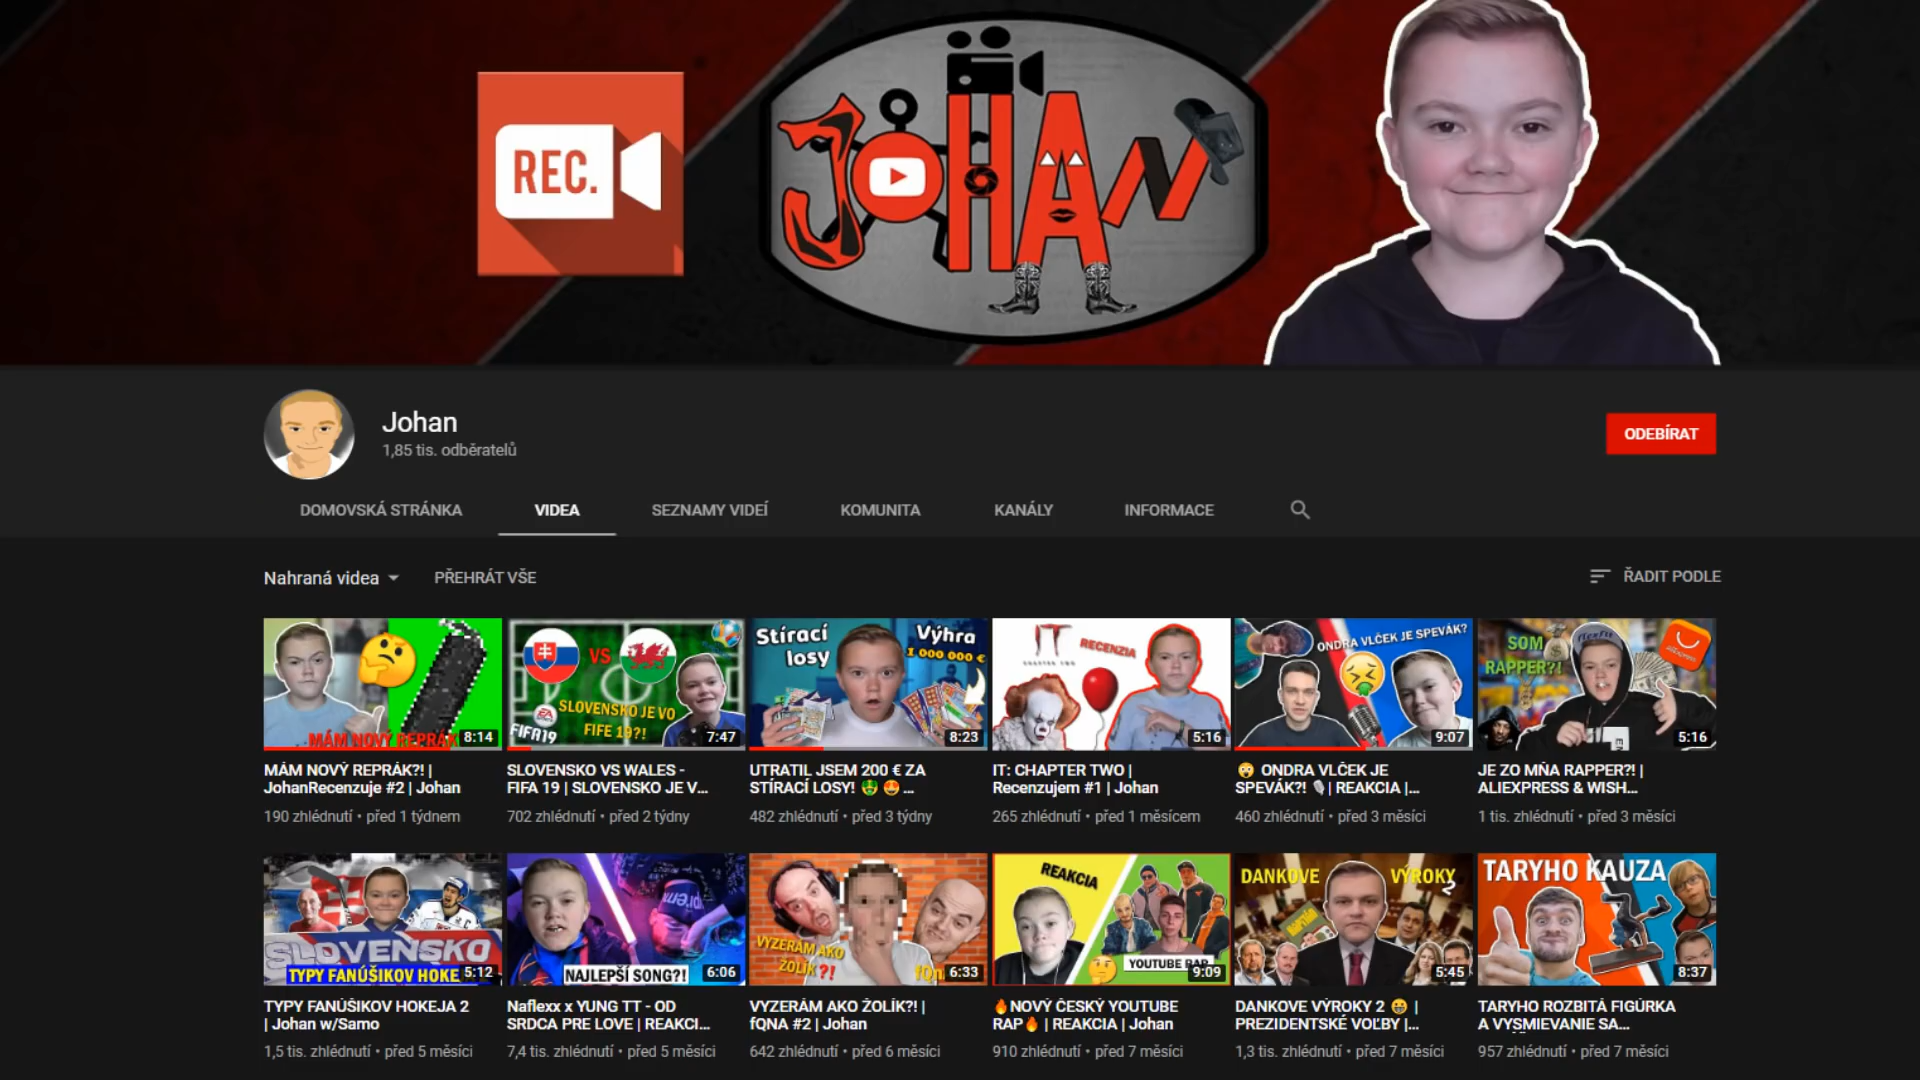 REC.
JOHAN
Johan
1,85 tis. odběratelů
ODEBÍRAT
DOMOVSKÁ STRÁNKA
VIDEA
SEZNAMY VIDEÍ
KOMUNITA
KANÁLY
INFORMACE
Nahraná videa
PŘEHRÁT VŠE
ŘADIT PODLE
MÁM NOVÝ REPRÁK
8:14
VS
SLOVENSKO JE VO
FIFE 19?!
FIFA19
7:47
Stírací
losy
Výhra
1 000 000 €
8:23
IT
CHAPTER TWO
RECENZIA
5:16
ONDRA VLČEK JE SPEVÁK?
9:07
SOM
RAPPER?!
AliExpress
5:16
MÁM NOVÝ REPRÁK?! |
JohanRecenzuje #2 | Johan
190 zhlédnutí • před 1 týdnem
SLOVENSKO VS WALES -
FIFA 19 | SLOVENSKO JE V...
702 zhlédnutí • před 2 týdny
UTRATIL JSEM 200 € ZA
STÍRACÍ LOSY! 🤑 🤩 ...
482 zhlédnutí • před 3 týdny
IT: CHAPTER TWO |
Recenzujem #1 | Johan
265 zhlédnutí • před 1 měsícem
😲 ONDRA VLČEK JE
SPEVÁK?! 🎙| REAKCIA |...
460 zhlédnutí • před 3 měsíci
JE ZO MŇA RAPPER?! |
ALIEXPRESS & WISH...
1 tis. zhlédnutí • před 3 měsíci
SLOVENSKO
TYPY FANÚŠIKOV HOKE
5:12
NAJLEPŠÍ SONG?!
6:06
VYZERÁM AKO
ŽOLÍK?!
fQn
6:33
REAKCIA
YOUTUBE RAP
9:09
DANKOVE VÝROKY
2
5:45
TARYHO KAUZA
8:37
TYPY FANÚŠIKOV HOKEJA 2
| Johan w/Samo
1,5 tis. zhlédnutí • před 5 měsíci
Naflexx x YUNG TT - OD
SRDCA PRE LOVE | REAKCI...
7,4 tis. zhlédnutí • před 5 měsíci
VYZERÁM AKO ŽOLÍK?! |
fQNA #2 | Johan
642 zhlédnutí • před 6 měsíci
🔥NOVÝ ČESKÝ YOUTUBE
RAP🔥 | REAKCIA | Johan
910 zhlédnutí • před 7 měsíci
DANKOVE VÝROKY 2 😝 |
PREZIDENTSKÉ VOĽBY |...
1,3 tis. zhlédnutí • před 7 měsíci
TARYHO ROZBITÁ FIGÚRKA
A VYSMIEVANIE SA...
957 zhlédnutí • před 7 měsíci